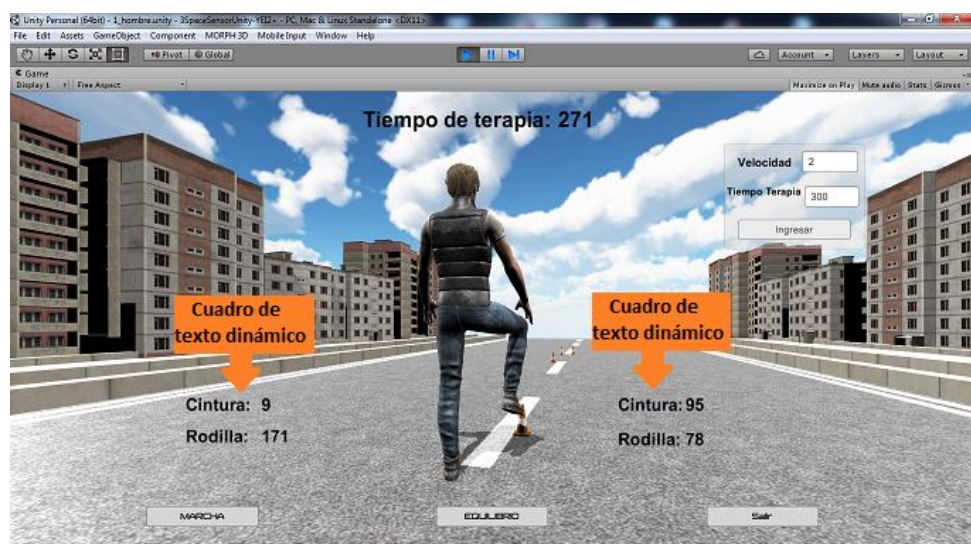 Unity Personal (64bit) - 1_hombre.unity - 3SpaceSensorUnity-YEI2+ - PC, Mac & Linux Standalone <DX11>
File Edit Assets GameObject Component MORPH 3D Mobile Input Window Help
Pivot Global Account Layers Layout
Game
Display 1 Free Aspect Maximize on Play Mute audio Stats Gizmos
Tiempo de terapia: 271
Velocidad 2
Tiempo Terapia 300
Ingresar
Cuadro de
texto dinámico
Cuadro de
texto dinámico
Cintura: 9
Rodilla: 171
Cintura: 95
Rodilla: 78
MARCHA EQUILIBRIO Salir